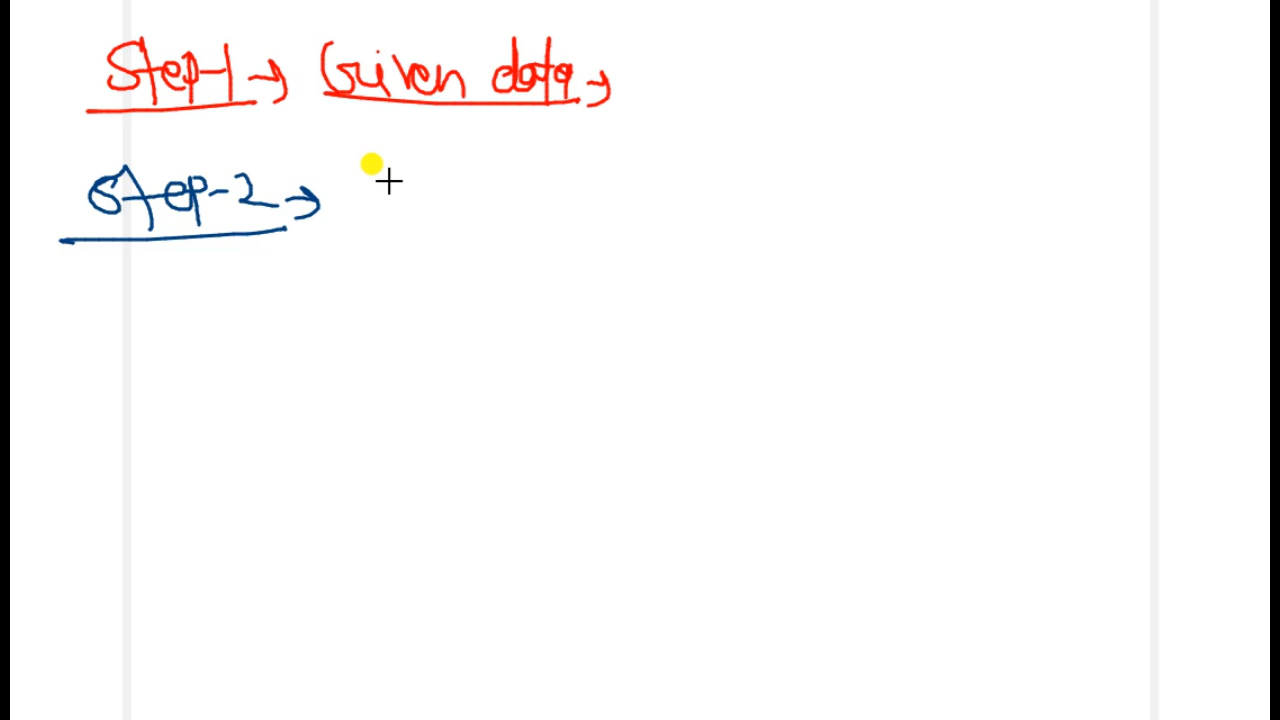 Step-1 → Given data →
Step-2 →